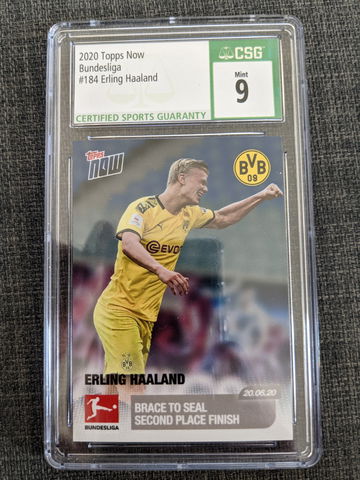 2020 Topps Now
Bundesliga
#184 Erling Haaland
CERTIFIED SPORTS GUARANTY
CSG
Mint
9
Topps
NOW
BVB
09
EVO
ERLING HAALAND
20.06.20
BUNDESLIGA
BRACE TO SEAL
SECOND PLACE FINISH